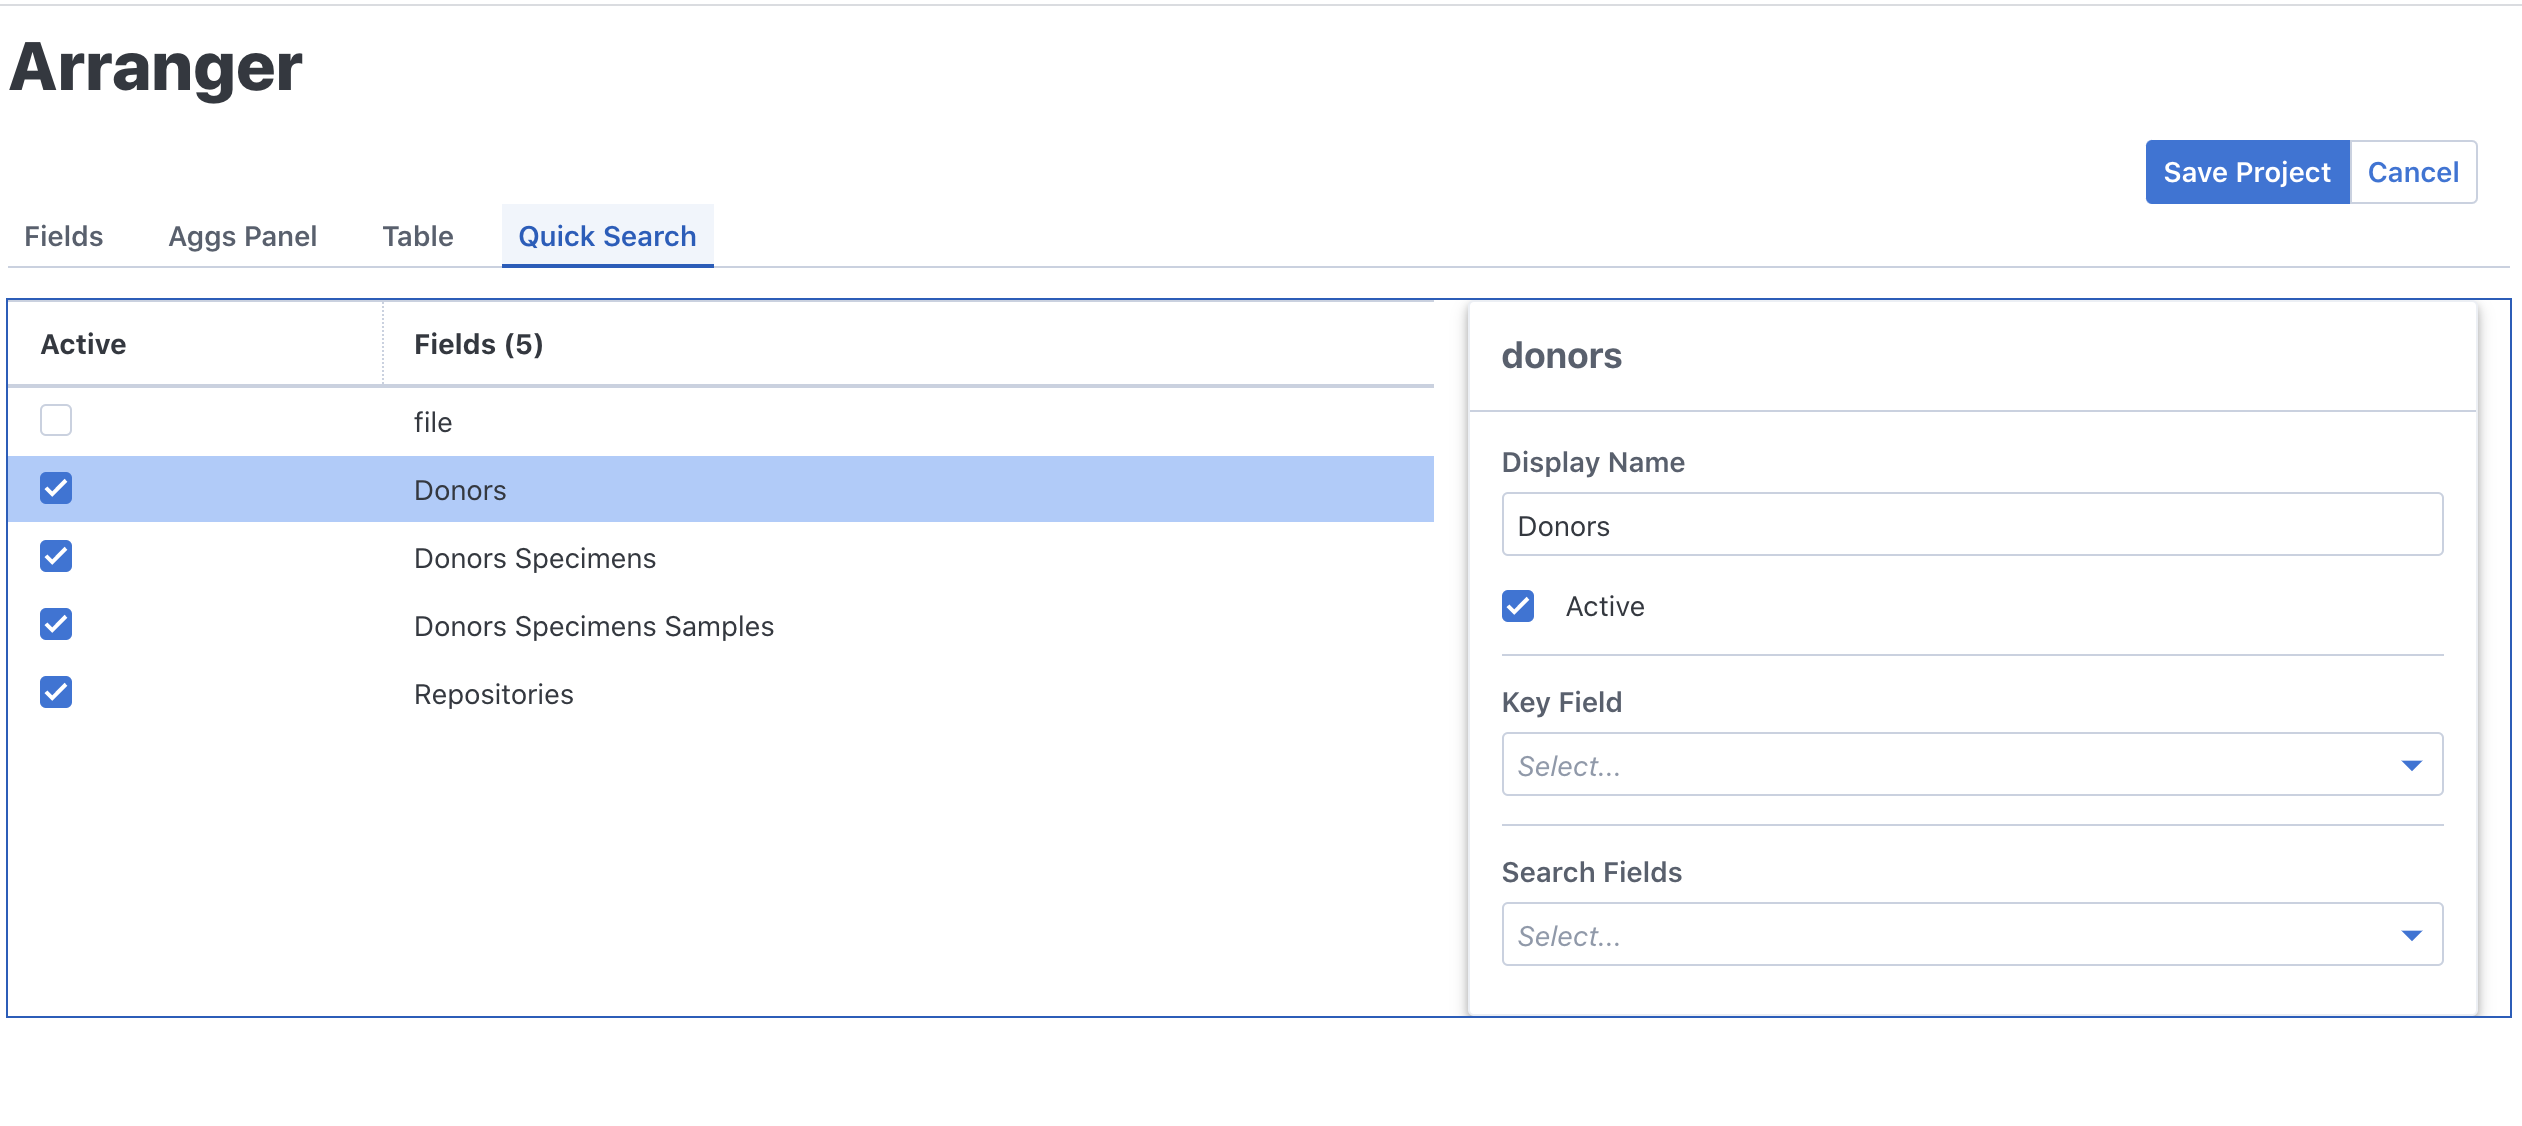 Arranger
Save Project Cancel
Fields Aggs Panel Table Quick Search
Active Fields (5)
file
Donors
Donors Specimens
Donors Specimens Samples
Repositories
donors
Display Name
Donors
Active
Key Field
Select...
Search Fields
Select...